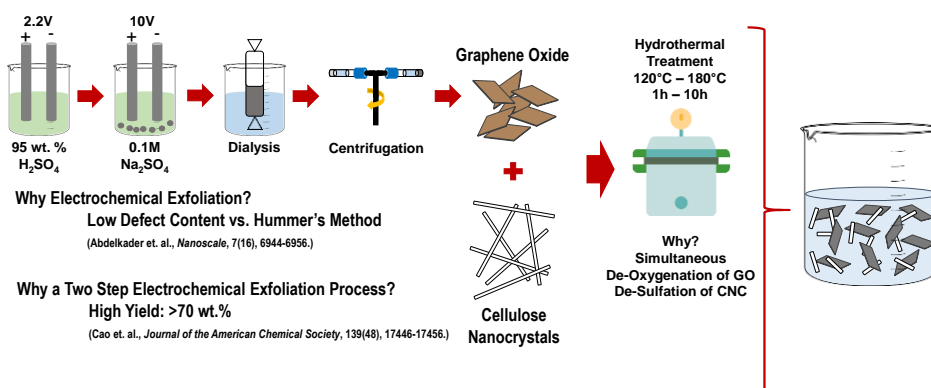 2.2V
+ -
95 wt. %
H₂SO₄
10V
+ -
0.1M
Na₂SO₄
Dialysis
Centrifugation
Graphene Oxide
+
Cellulose
Nanocrystals
Hydrothermal
Treatment
120°C – 180°C
1h – 10h
Why?
Simultaneous
De-Oxygenation of GO
De-Sulfation of CNC
Why Electrochemical Exfoliation?
Low Defect Content vs. Hummer's Method
(Abdelkader et. al., Nanoscale, 7(16), 6944-6956.)
Why a Two Step Electrochemical Exfoliation Process?
High Yield: >70 wt.%
(Cao et. al., Journal of the American Chemical Society, 139(48), 17446-17456.)